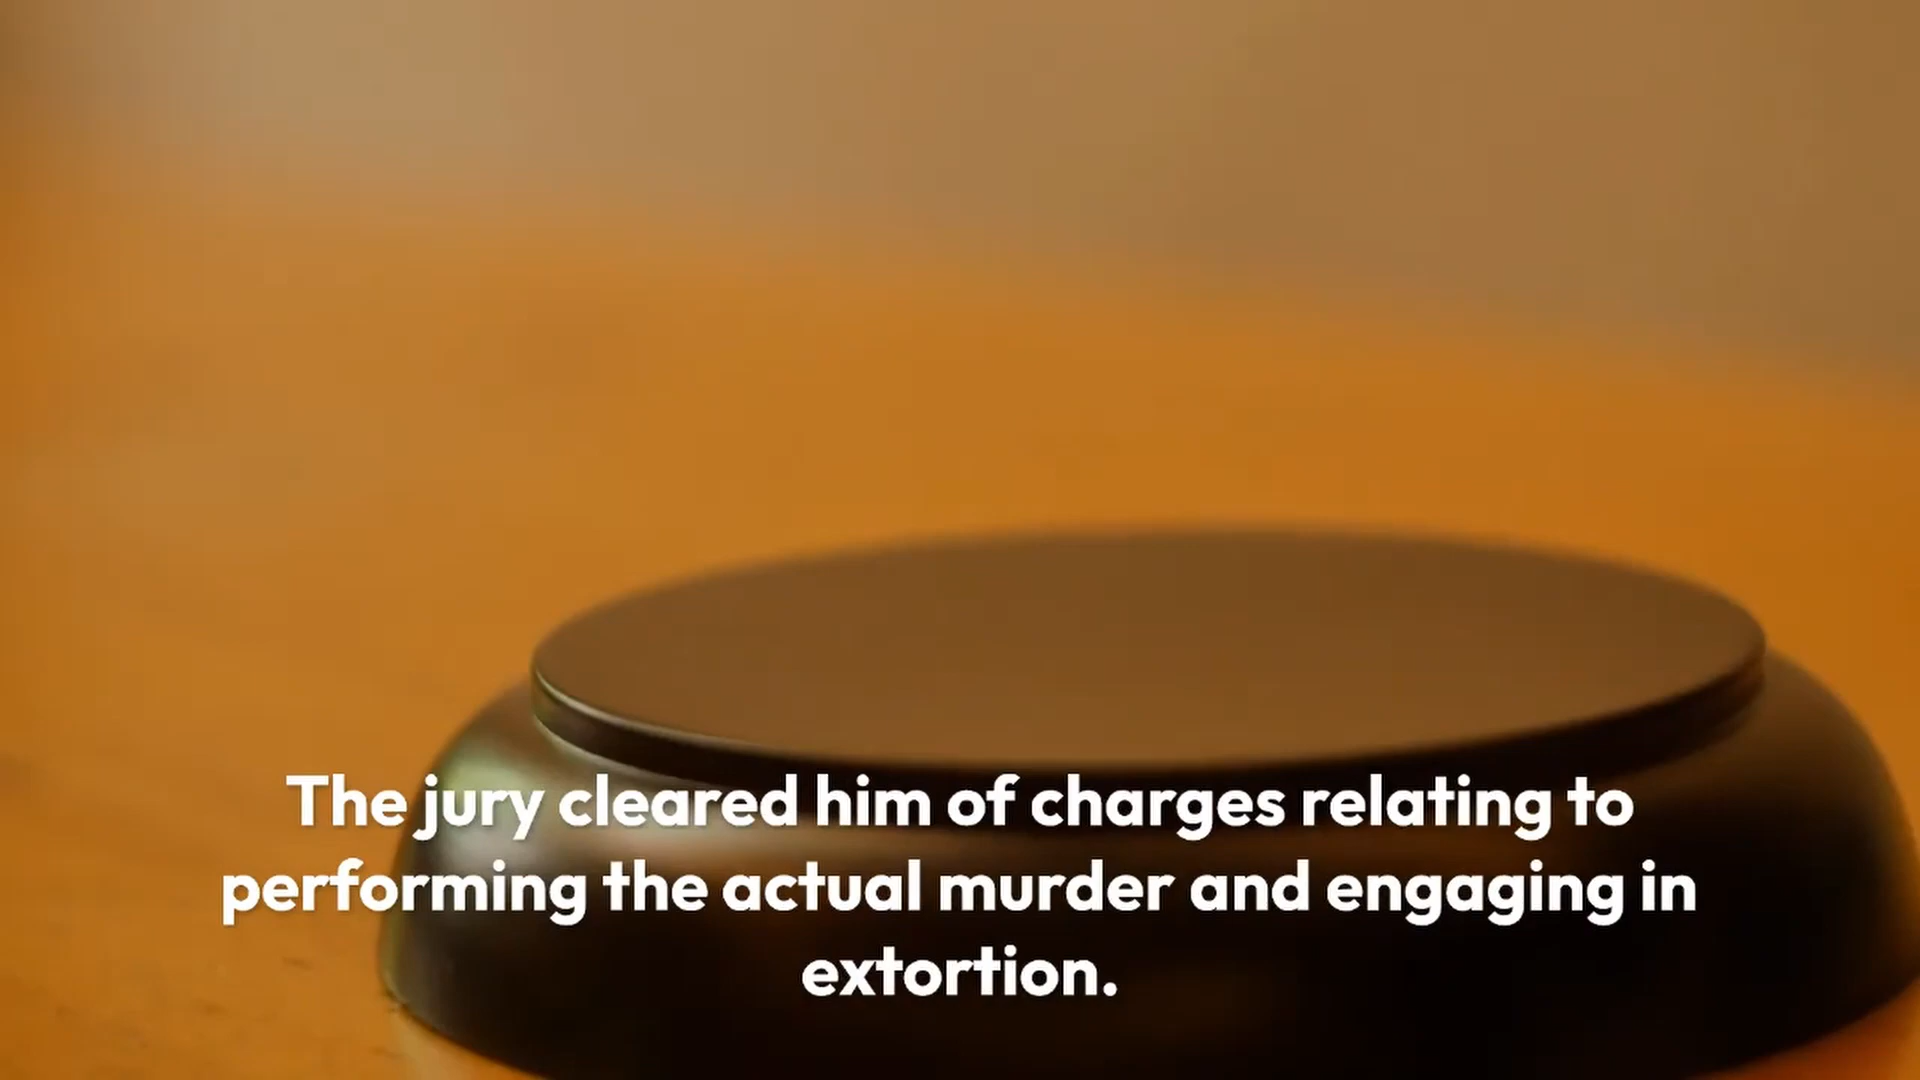 The jury cleared him of charges relating to
performing the actual murder and engaging in
extortion.